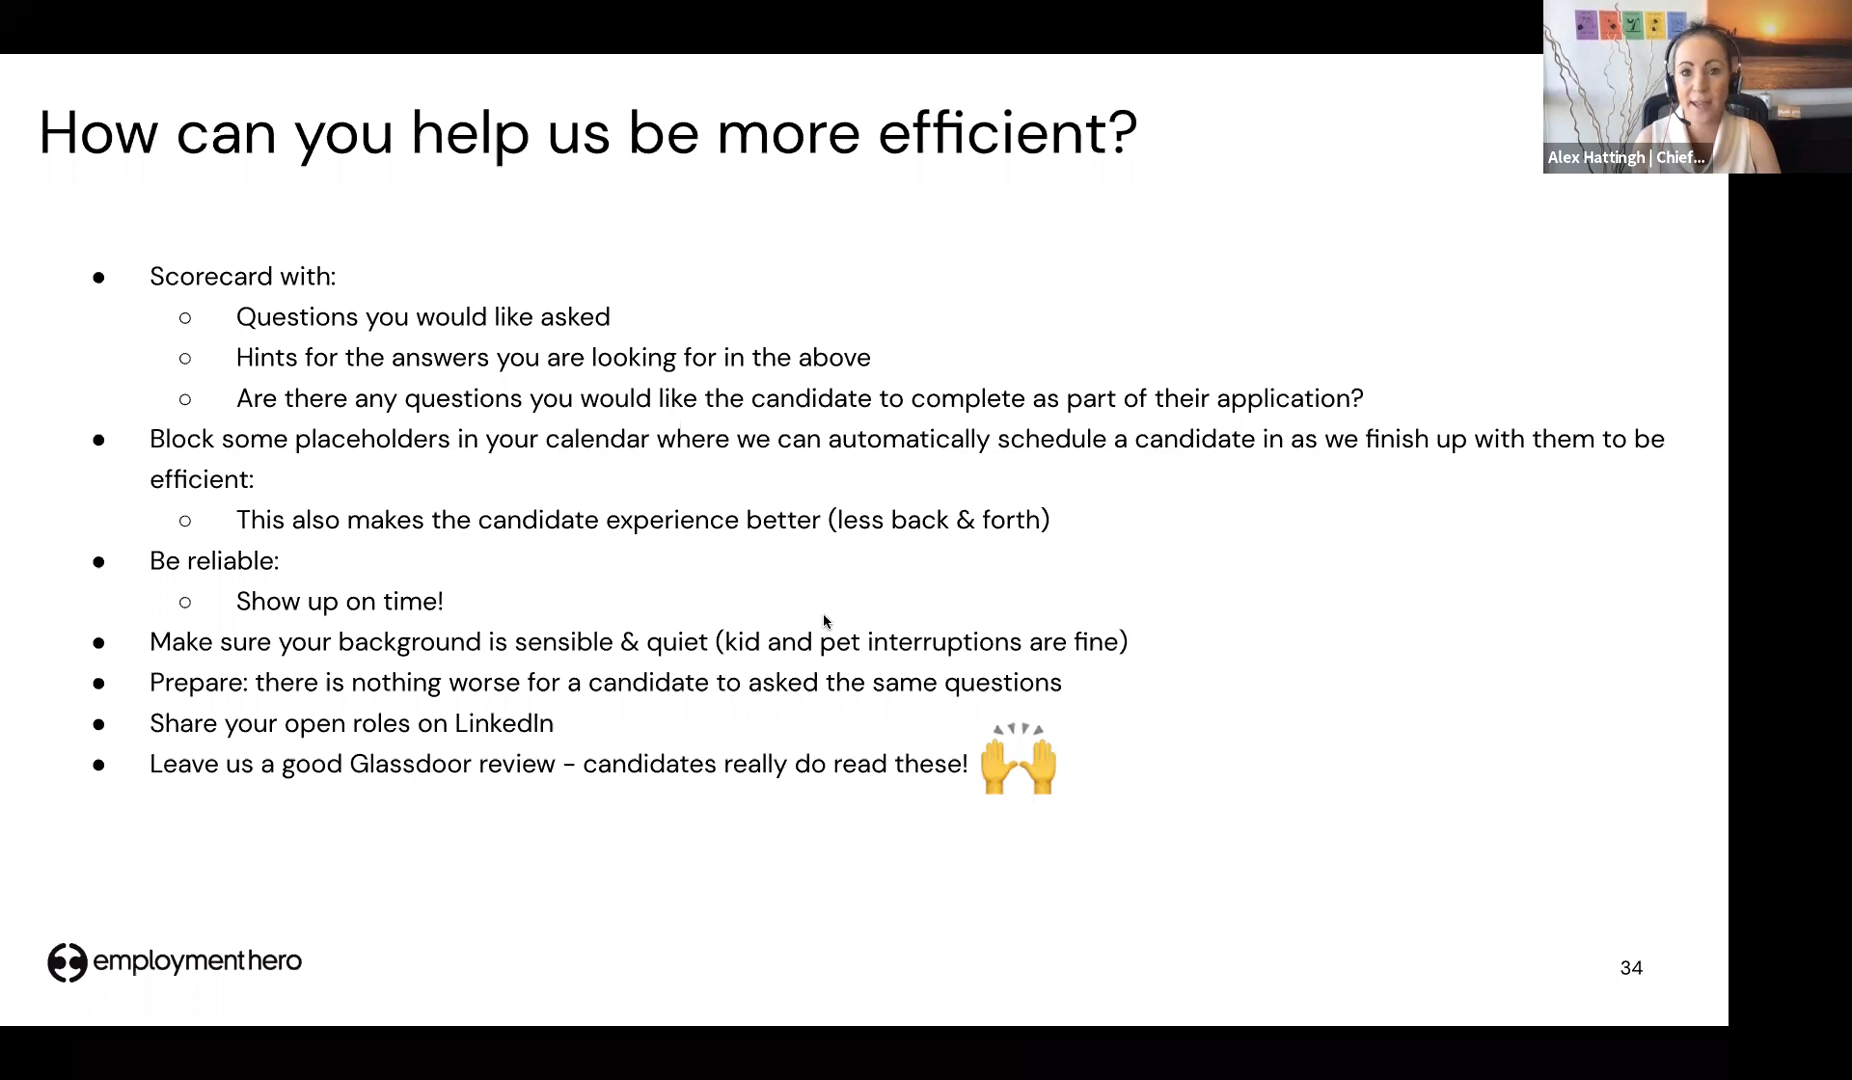 How can you help us be more efficient?
Alex Hattingh | Chief...
● Scorecard with:
○ Questions you would like asked
○ Hints for the answers you are looking for in the above
○ Are there any questions you would like the candidate to complete as part of their application?
● Block some placeholders in your calendar where we can automatically schedule a candidate in as we finish up with them to be
efficient:
○ This also makes the candidate experience better (less back & forth)
● Be reliable:
○ Show up on time!
● Make sure your background is sensible & quiet (kid and pet interruptions are fine)
● Prepare: there is nothing worse for a candidate to asked the same questions
● Share your open roles on LinkedIn
● Leave us a good Glassdoor review – candidates really do read these! 🙌
employment hero
34